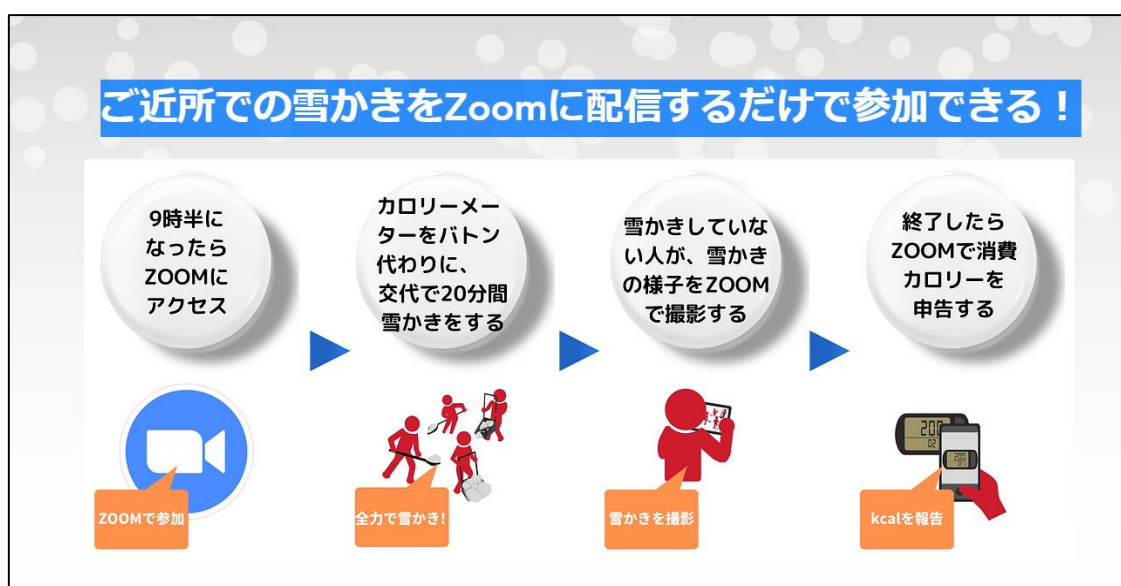 ご近所での雪かきをZoomに配信するだけで参加できる！
9時半に
なったら
ZOOMに
アクセス
カロリーメー
ターをバトン
代わりに、
交代で20分間
雪かきをする
雪かきしていな
い人が、雪かき
の様子をZOOM
で撮影する
終了したら
ZOOMで消費
カロリーを
申告する
ZOOMで参加
全力で雪かき!
雪かきを撮影
200
02
200
kcalを報告